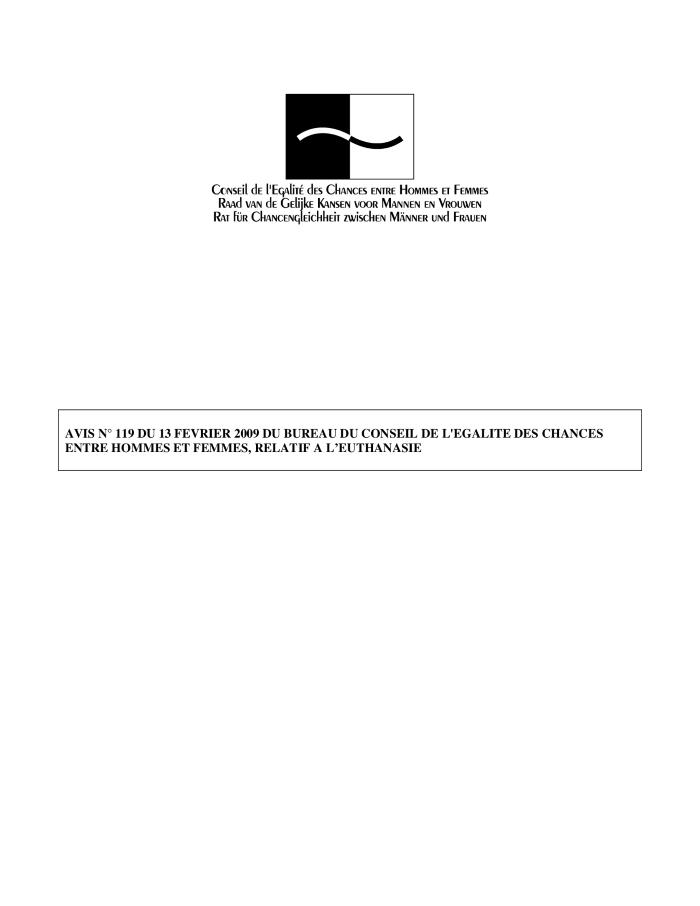 Conseil de l'Egalité des Chances entre Hommes et Femmes
Raad van de Gelijke Kansen voor Mannen en Vrouwen
Rat für Chancengleichheit zwischen Männer und Frauen
AVIS N° 119 DU 13 FEVRIER 2009 DU BUREAU DU CONSEIL DE L'EGALITE DES CHANCES
ENTRE HOMMES ET FEMMES, RELATIF A L’EUTHANASIE